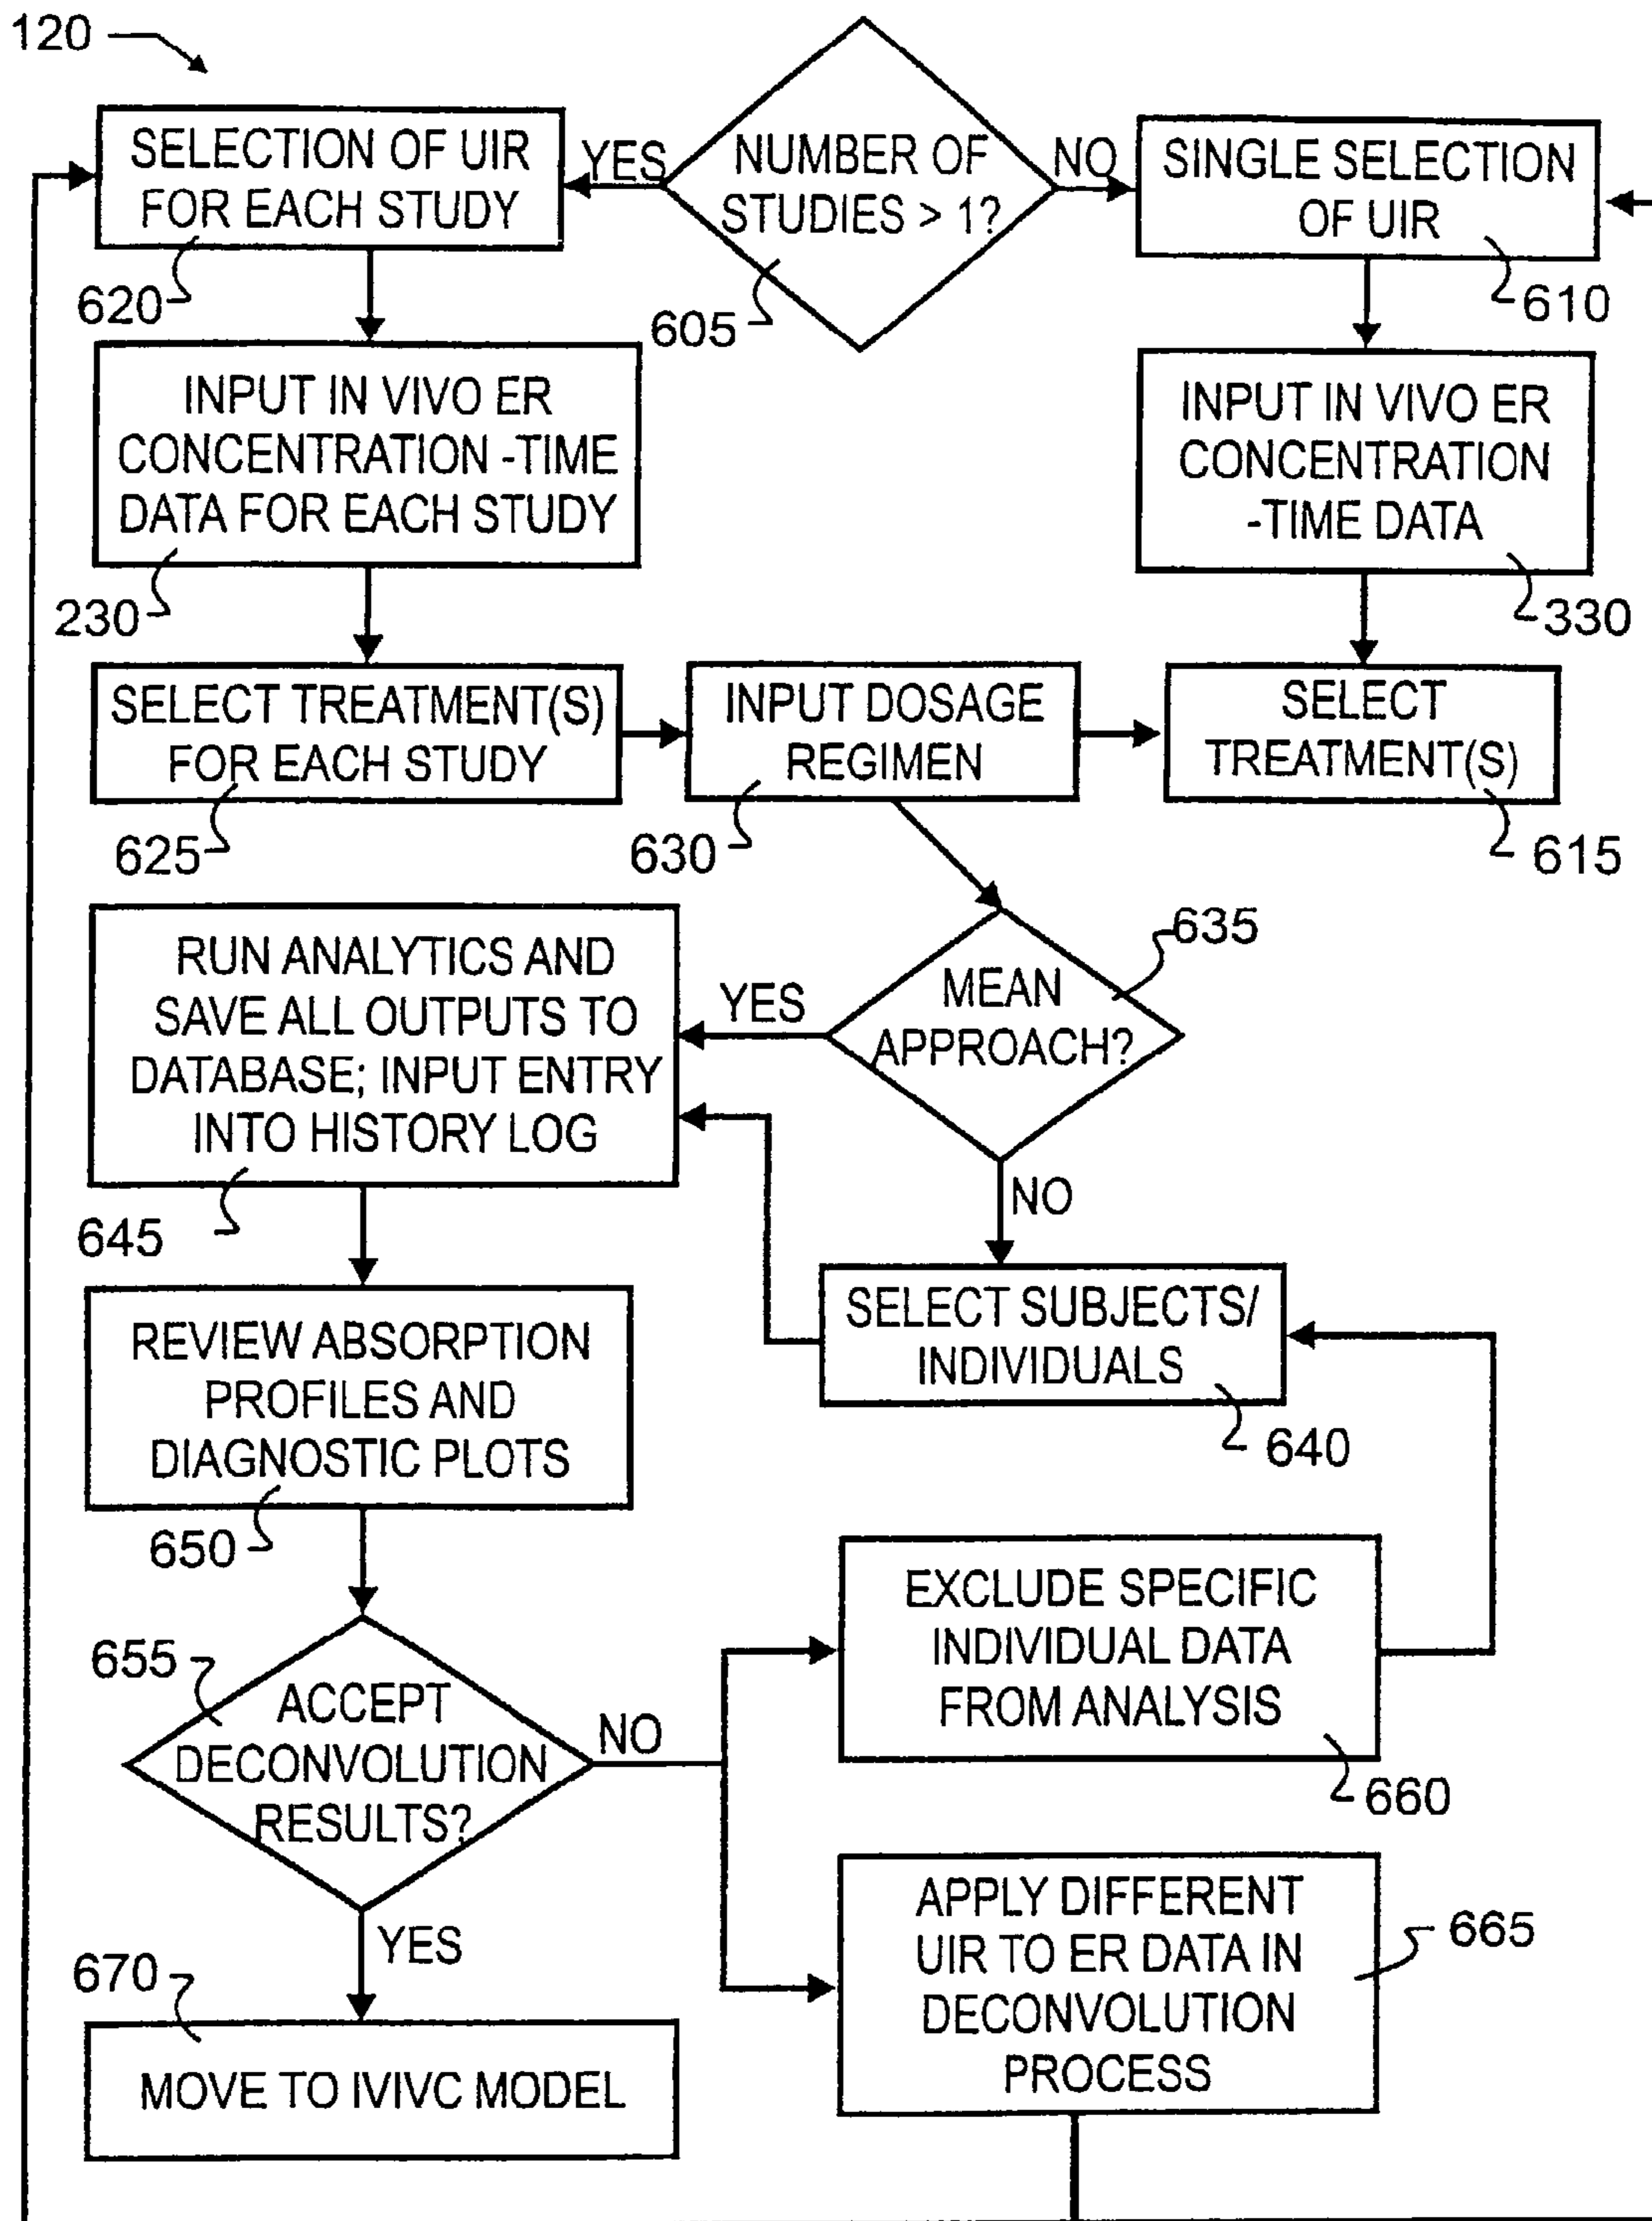 120
SELECTION OF UIR
FOR EACH STUDY
620
YES
NUMBER OF
STUDIES > 1?
605
NO
SINGLE SELECTION
OF UIR
610
INPUT IN VIVO ER
CONCENTRATION -TIME
DATA FOR EACH STUDY
230
INPUT IN VIVO ER
CONCENTRATION
-TIME DATA
330
SELECT TREATMENT(S)
FOR EACH STUDY
625
INPUT DOSAGE
REGIMEN
630
SELECT
TREATMENT(S)
615
RUN ANALYTICS AND
SAVE ALL OUTPUTS TO
DATABASE; INPUT ENTRY
INTO HISTORY LOG
645
YES
MEAN
APPROACH?
635
NO
SELECT SUBJECTS/
INDIVIDUALS
640
REVIEW ABSORPTION
PROFILES AND
DIAGNOSTIC PLOTS
650
655
ACCEPT
DECONVOLUTION
RESULTS?
NO
EXCLUDE SPECIFIC
INDIVIDUAL DATA
FROM ANALYSIS
660
APPLY DIFFERENT
UIR TO ER DATA IN
DECONVOLUTION
PROCESS
665
YES
670
MOVE TO IVIVC MODEL